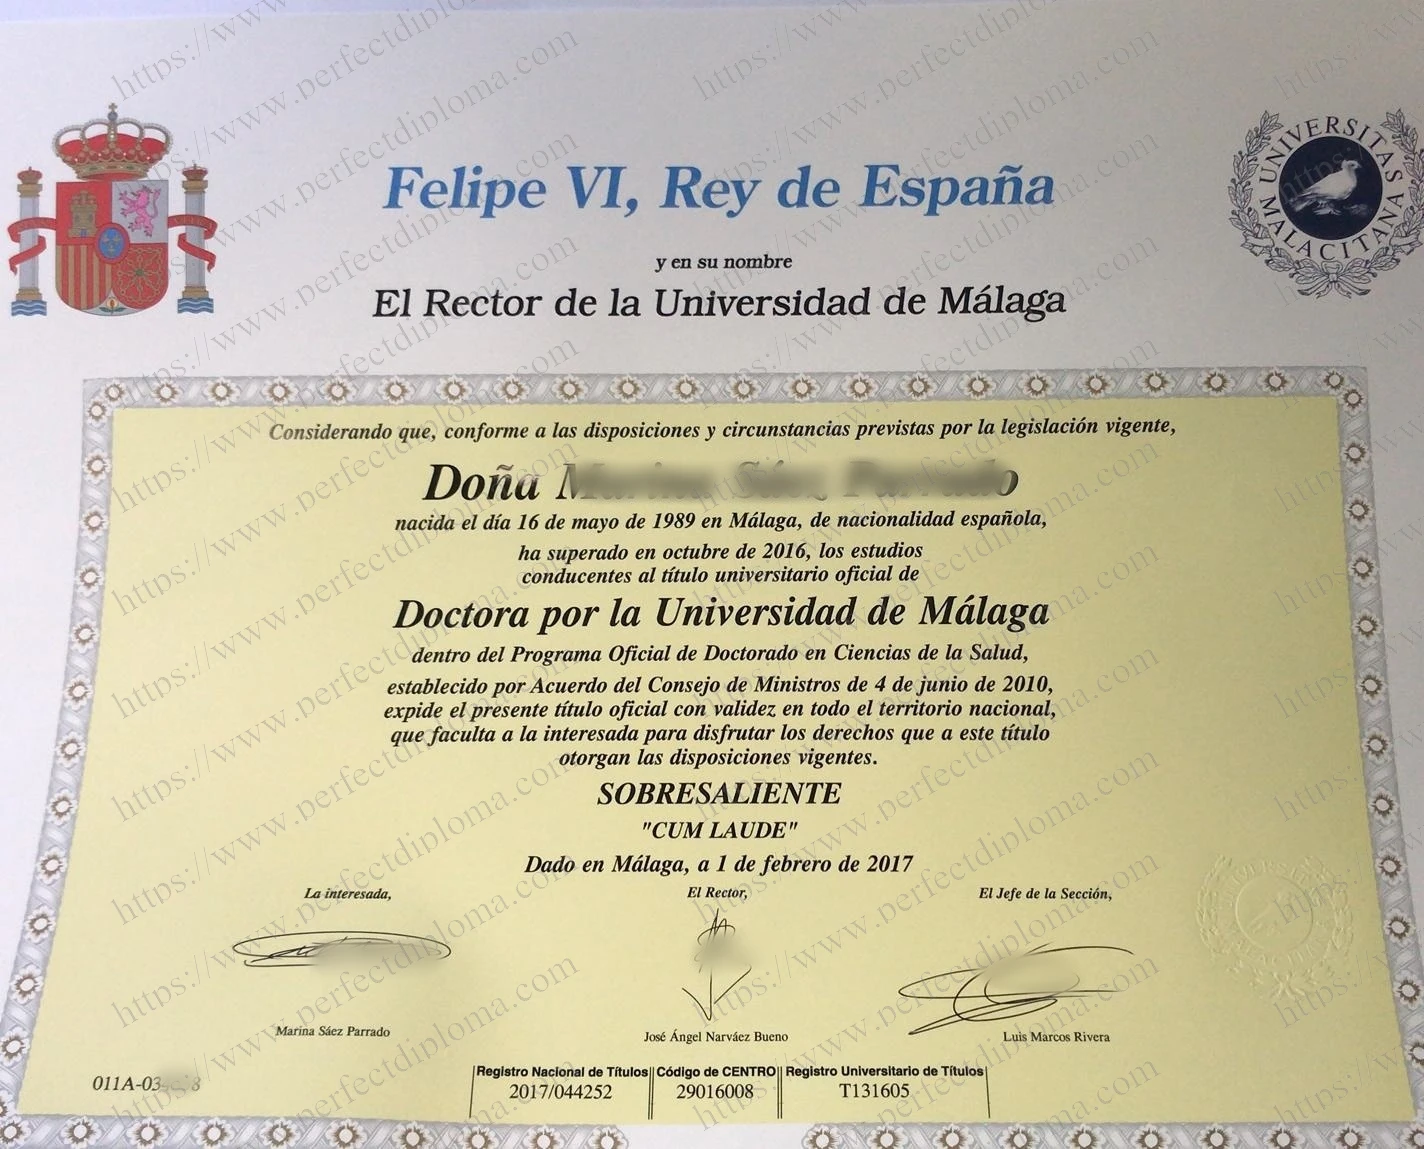 https://www.perfectdiploma.com
Felipe VI, Rey de España
UNIVERSITAS MALACITANA
y en su nombre
El Rector de la Universidad de Málaga
Considerando que, conforme a las disposiciones y circunstancias previstas por la legislación vigente,
Doña
nacida el día 16 de mayo de 1989 en Málaga, de nacionalidad española,
ha superado en octubre de 2016, los estudios
conducentes al título universitario oficial de
Doctora por la Universidad de Málaga
dentro del Programa Oficial de Doctorado en Ciencias de la Salud,
establecido por Acuerdo del Consejo de Ministros de 4 de junio de 2010,
expide el presente título oficial con validez en todo el territorio nacional,
que faculta a la interesada para disfrutar los derechos que a este título
otorgan las disposiciones vigentes.
SOBRESALIENTE
"CUM LAUDE"
Dado en Málaga, a 1 de febrero de 2017
La interesada, El Rector, El Jefe de la Sección,
Marina Sáez Parrado José Ángel Narváez Bueno Luis Marcos Rivera
Registro Nacional de Títulos Código de CENTRO Registro Universitario de Títulos
2017/044252 29016008 T131605